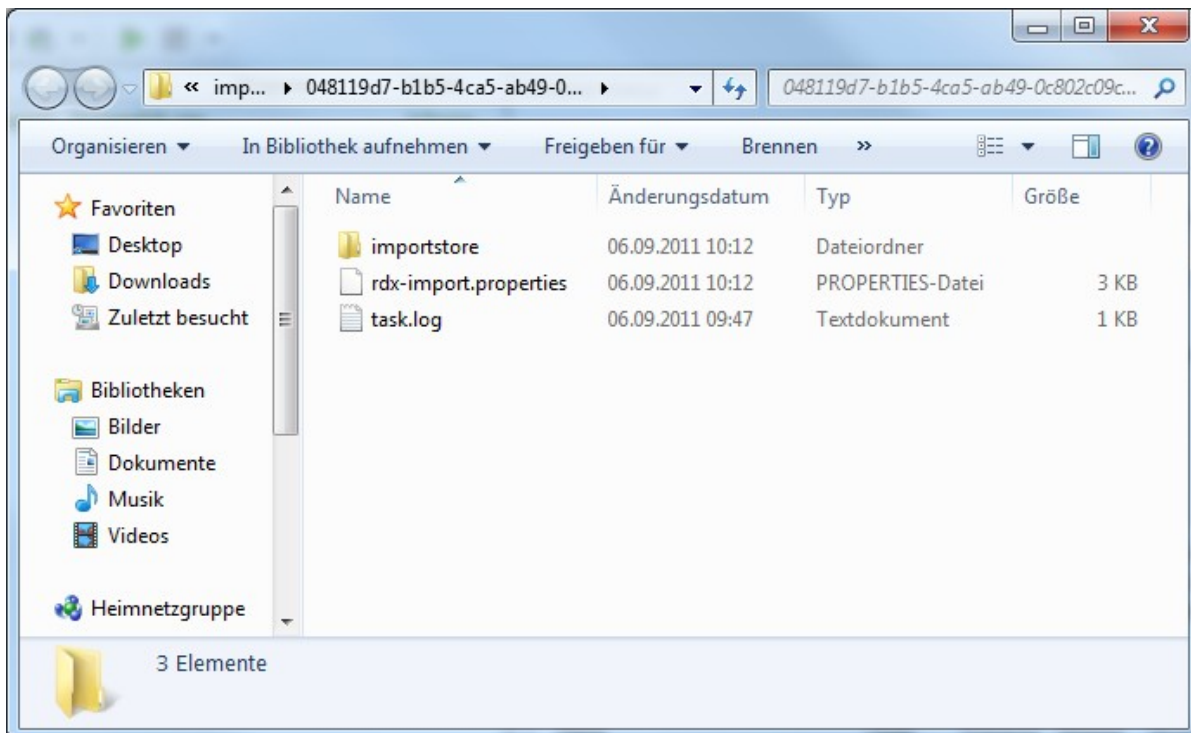 « imp... 048119d7-b1b5-4ca5-ab49-0... 048119d7-b1b5-4ca5-ab49-0c802c09c...
Organisieren In Bibliothek aufnehmen Freigeben für Brennen »
Name Änderungsdatum Typ Größe
Favoriten
Desktop importstore 06.09.2011 10:12 Dateiordner
Downloads rdx-import.properties 06.09.2011 10:12 PROPERTIES-Datei 3 KB
Zuletzt besucht task.log 06.09.2011 09:47 Textdokument 1 KB
Bibliotheken
Bilder
Dokumente
Musik
Videos
Heimnetzgruppe
3 Elemente